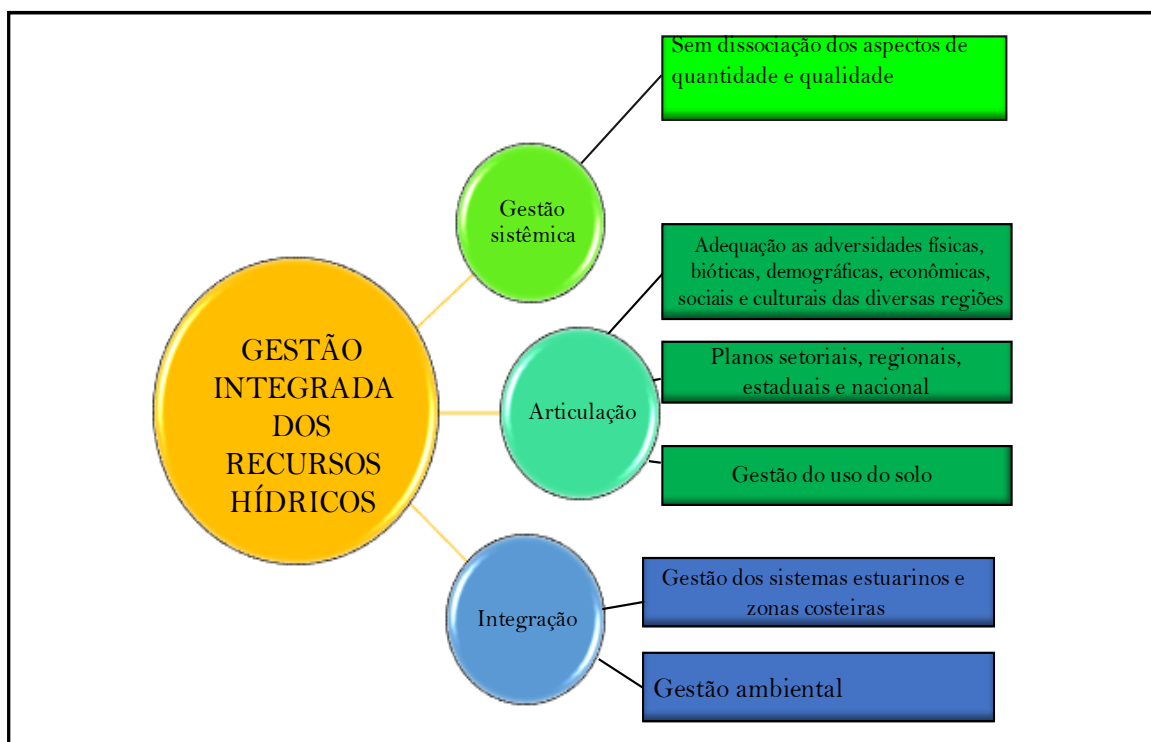 Sem dissociação dos aspectos de
quantidade e qualidade
Gestão
sistêmica
Adequação as adversidades físicas,
bióticas, demográficas, econômicas,
sociais e culturais das diversas regiões
GESTÃO
INTEGRADA
DOS
RECURSOS
HÍDRICOS
Articulação
Planos setoriais, regionais,
estaduais e nacional
Gestão do uso do solo
Integração
Gestão dos sistemas estuarinos e
zonas costeiras
Gestão ambiental